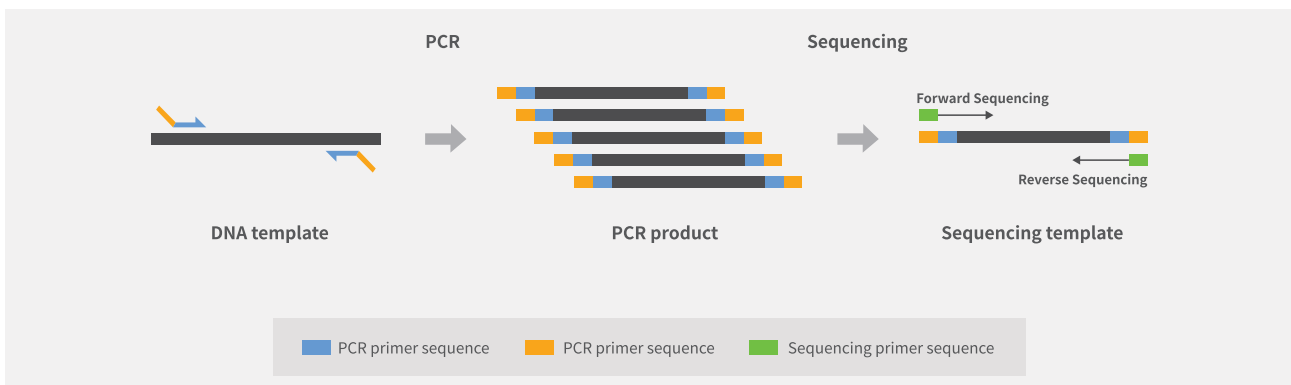 PCR
Sequencing
Forward Sequencing
Reverse Sequencing
DNA template
PCR product
Sequencing template
PCR primer sequence
PCR primer sequence
Sequencing primer sequence